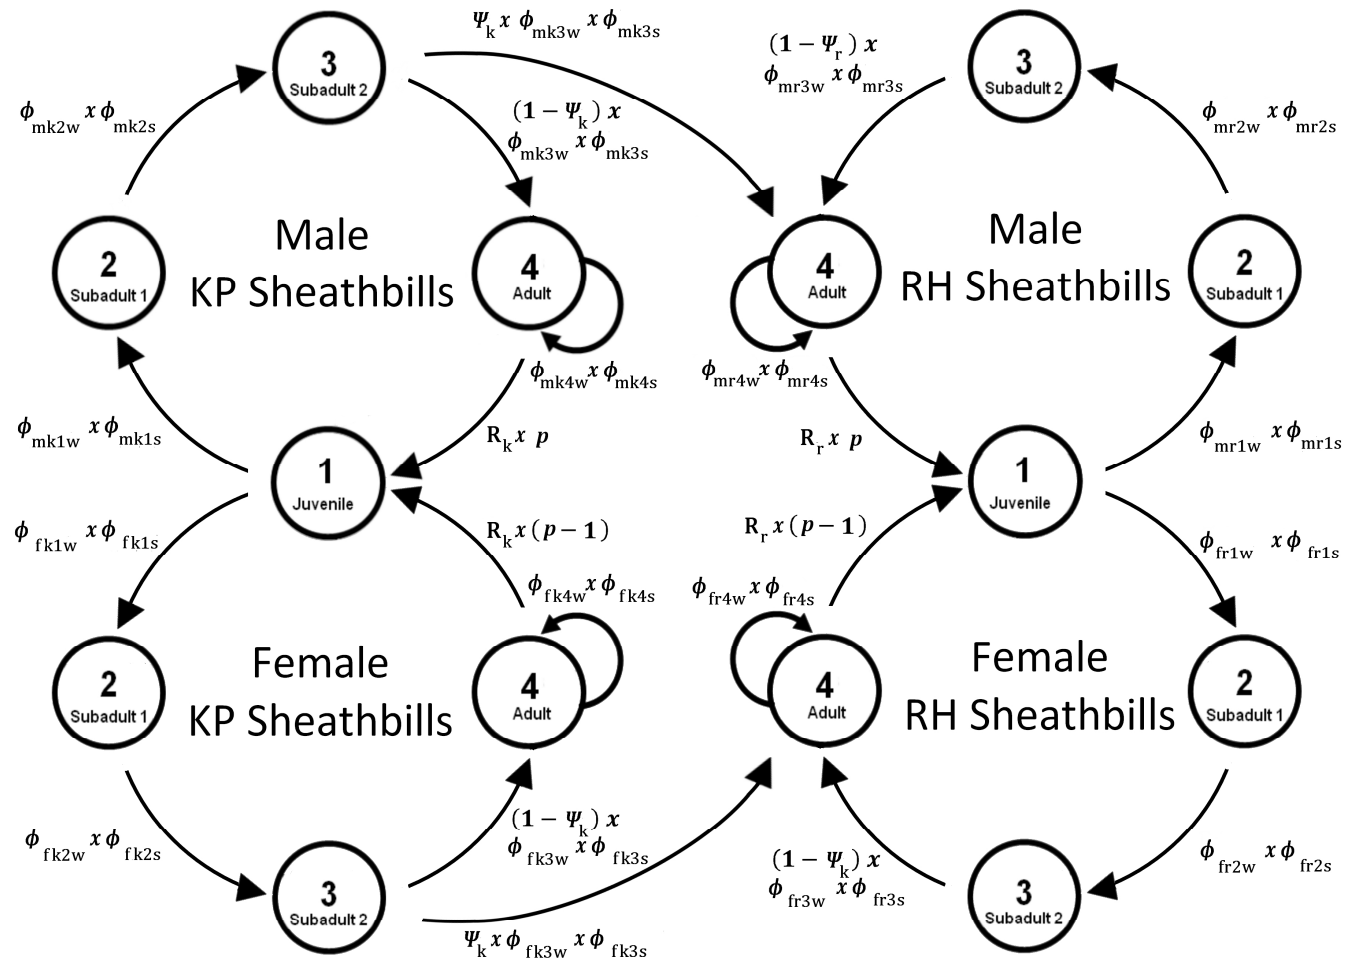 Ψk x ϕmk3w x ϕmk3s
(1 − Ψr) x
ϕmr3w x ϕmr3s
3
Subadult 2
3
Subadult 2
ϕmk2w x ϕmk2s
(1 − Ψk) x
ϕmk3w x ϕmk3s
ϕmr2w x ϕmr2s
2
Subadult 1
Male
KP Sheathbills
4
Adult
4
Adult
Male
RH Sheathbills
2
Subadult 1
ϕmk4w x ϕmk4s
ϕmr4w x ϕmr4s
ϕmk1w x ϕmk1s
Rk x p
Rr x p
ϕmr1w x ϕmr1s
1
Juvenile
1
Juvenile
ϕfk1w x ϕfk1s
Rk x (p − 1)
Rr x (p − 1)
ϕfr1w x ϕfr1s
ϕfk4w x ϕfk4s
ϕfr4w x ϕfr4s
2
Subadult 1
Female
KP Sheathbills
4
Adult
4
Adult
Female
RH Sheathbills
2
Subadult 1
ϕfk2w x ϕfk2s
(1 − Ψk) x
ϕfk3w x ϕfk3s
(1 − Ψk) x
ϕfr3w x ϕfr3s
ϕfr2w x ϕfr2s
3
Subadult 2
3
Subadult 2
Ψk x ϕfk3w x ϕfk3s